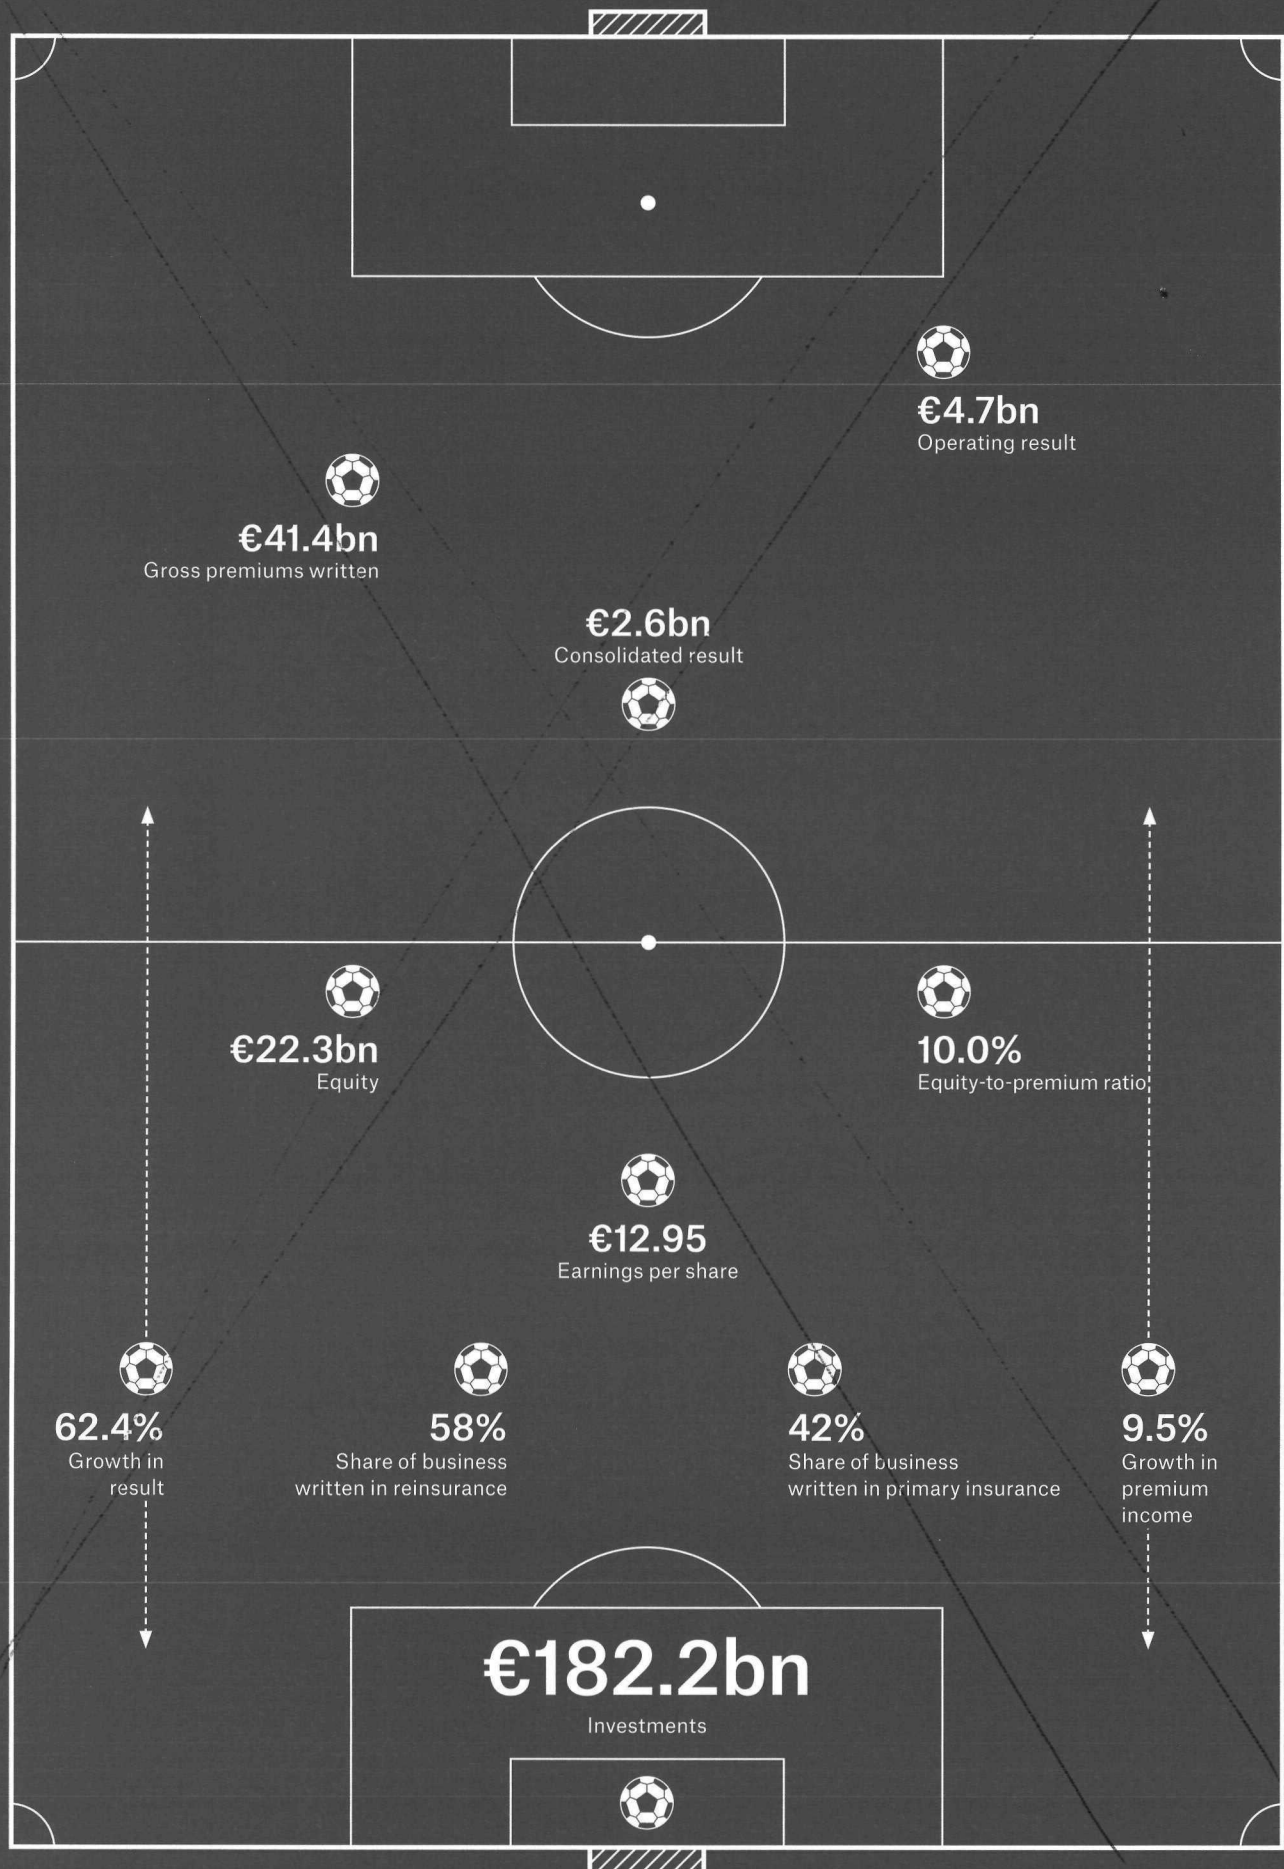 €4.7bn
Operating result
€41.4bn
Gross premiums written
€2.6bn
Consolidated result
€22.3bn
Equity
10.0%
Equity-to-premium ratio
€12.95
Earnings per share
62.4%
Growth in
result
58%
Share of business
written in reinsurance
42%
Share of business
written in primary insurance
9.5%
Growth in
premium
income
€182.2bn
Investments